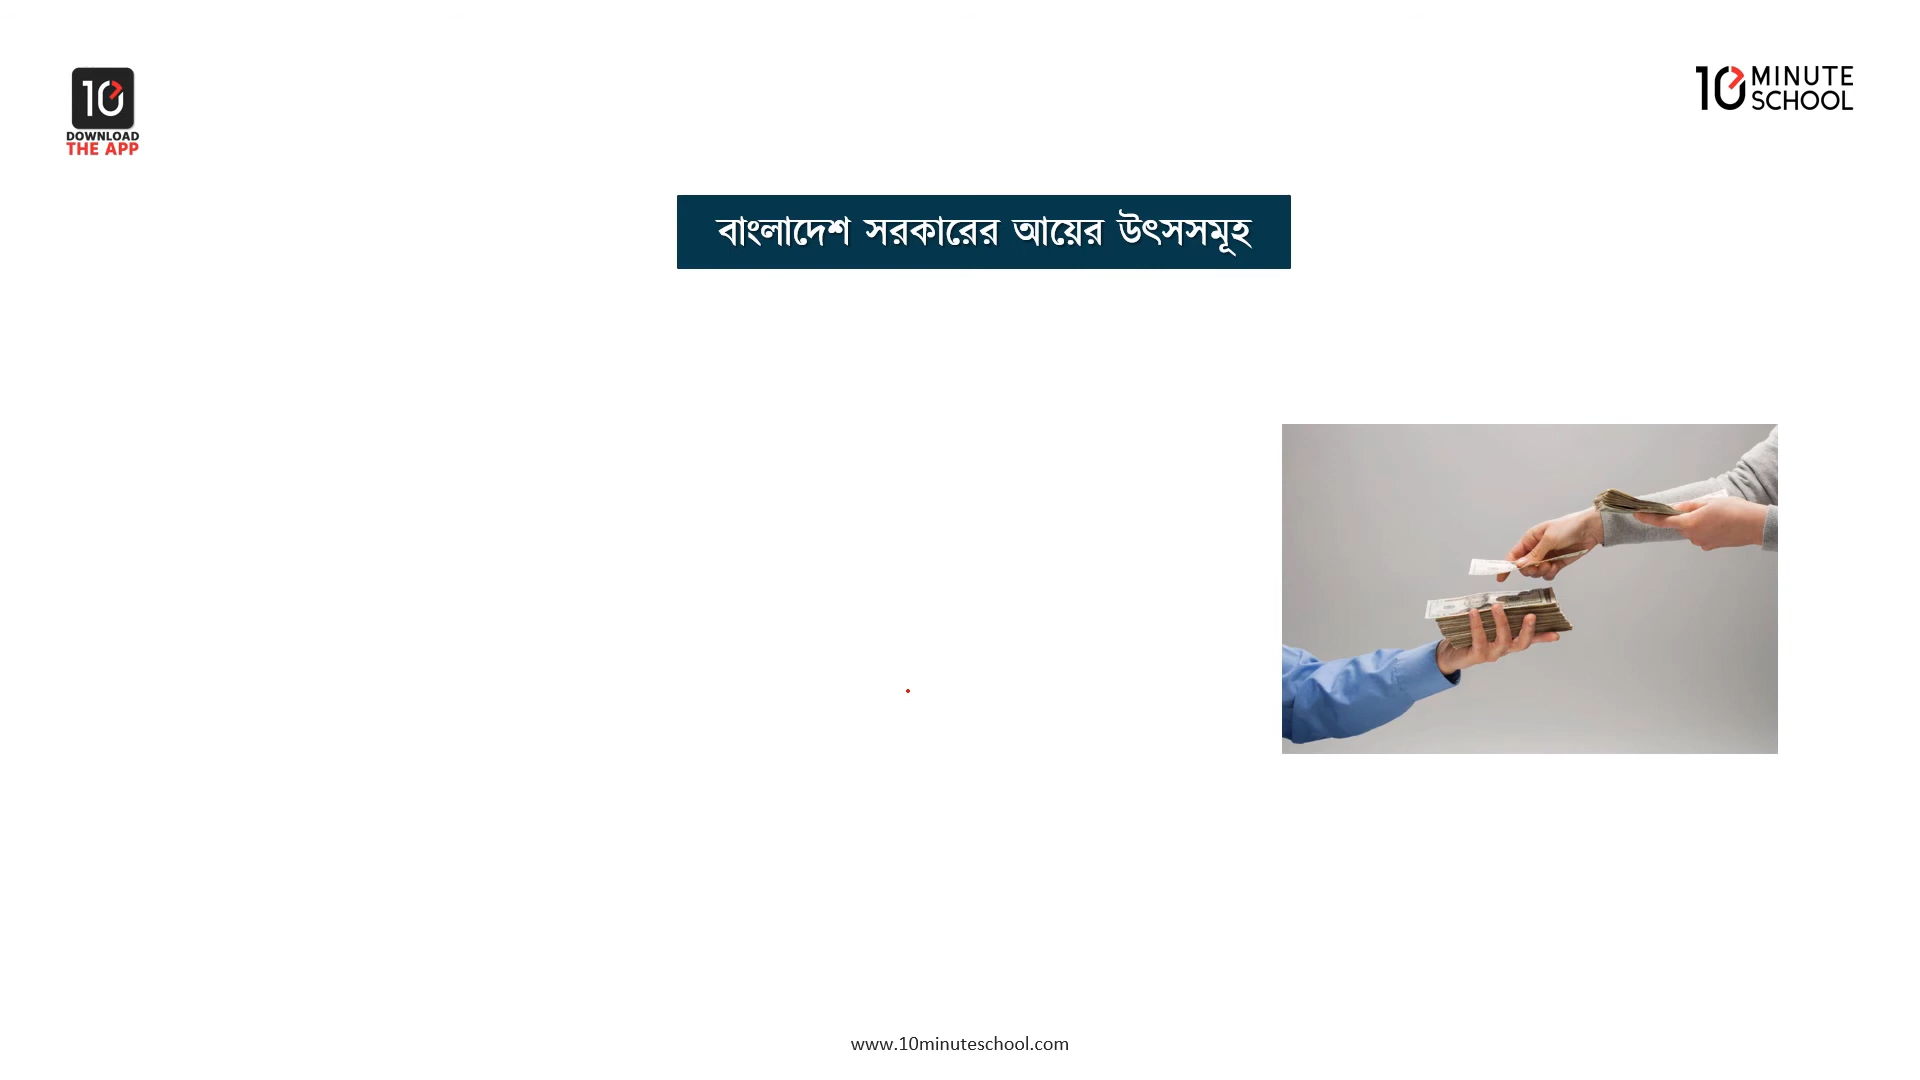 10
DOWNLOAD
THE APP
10 MINUTE
SCHOOL
বাংলাদেশ সরকারের আয়ের উৎসসমূহ
www.10minuteschool.com